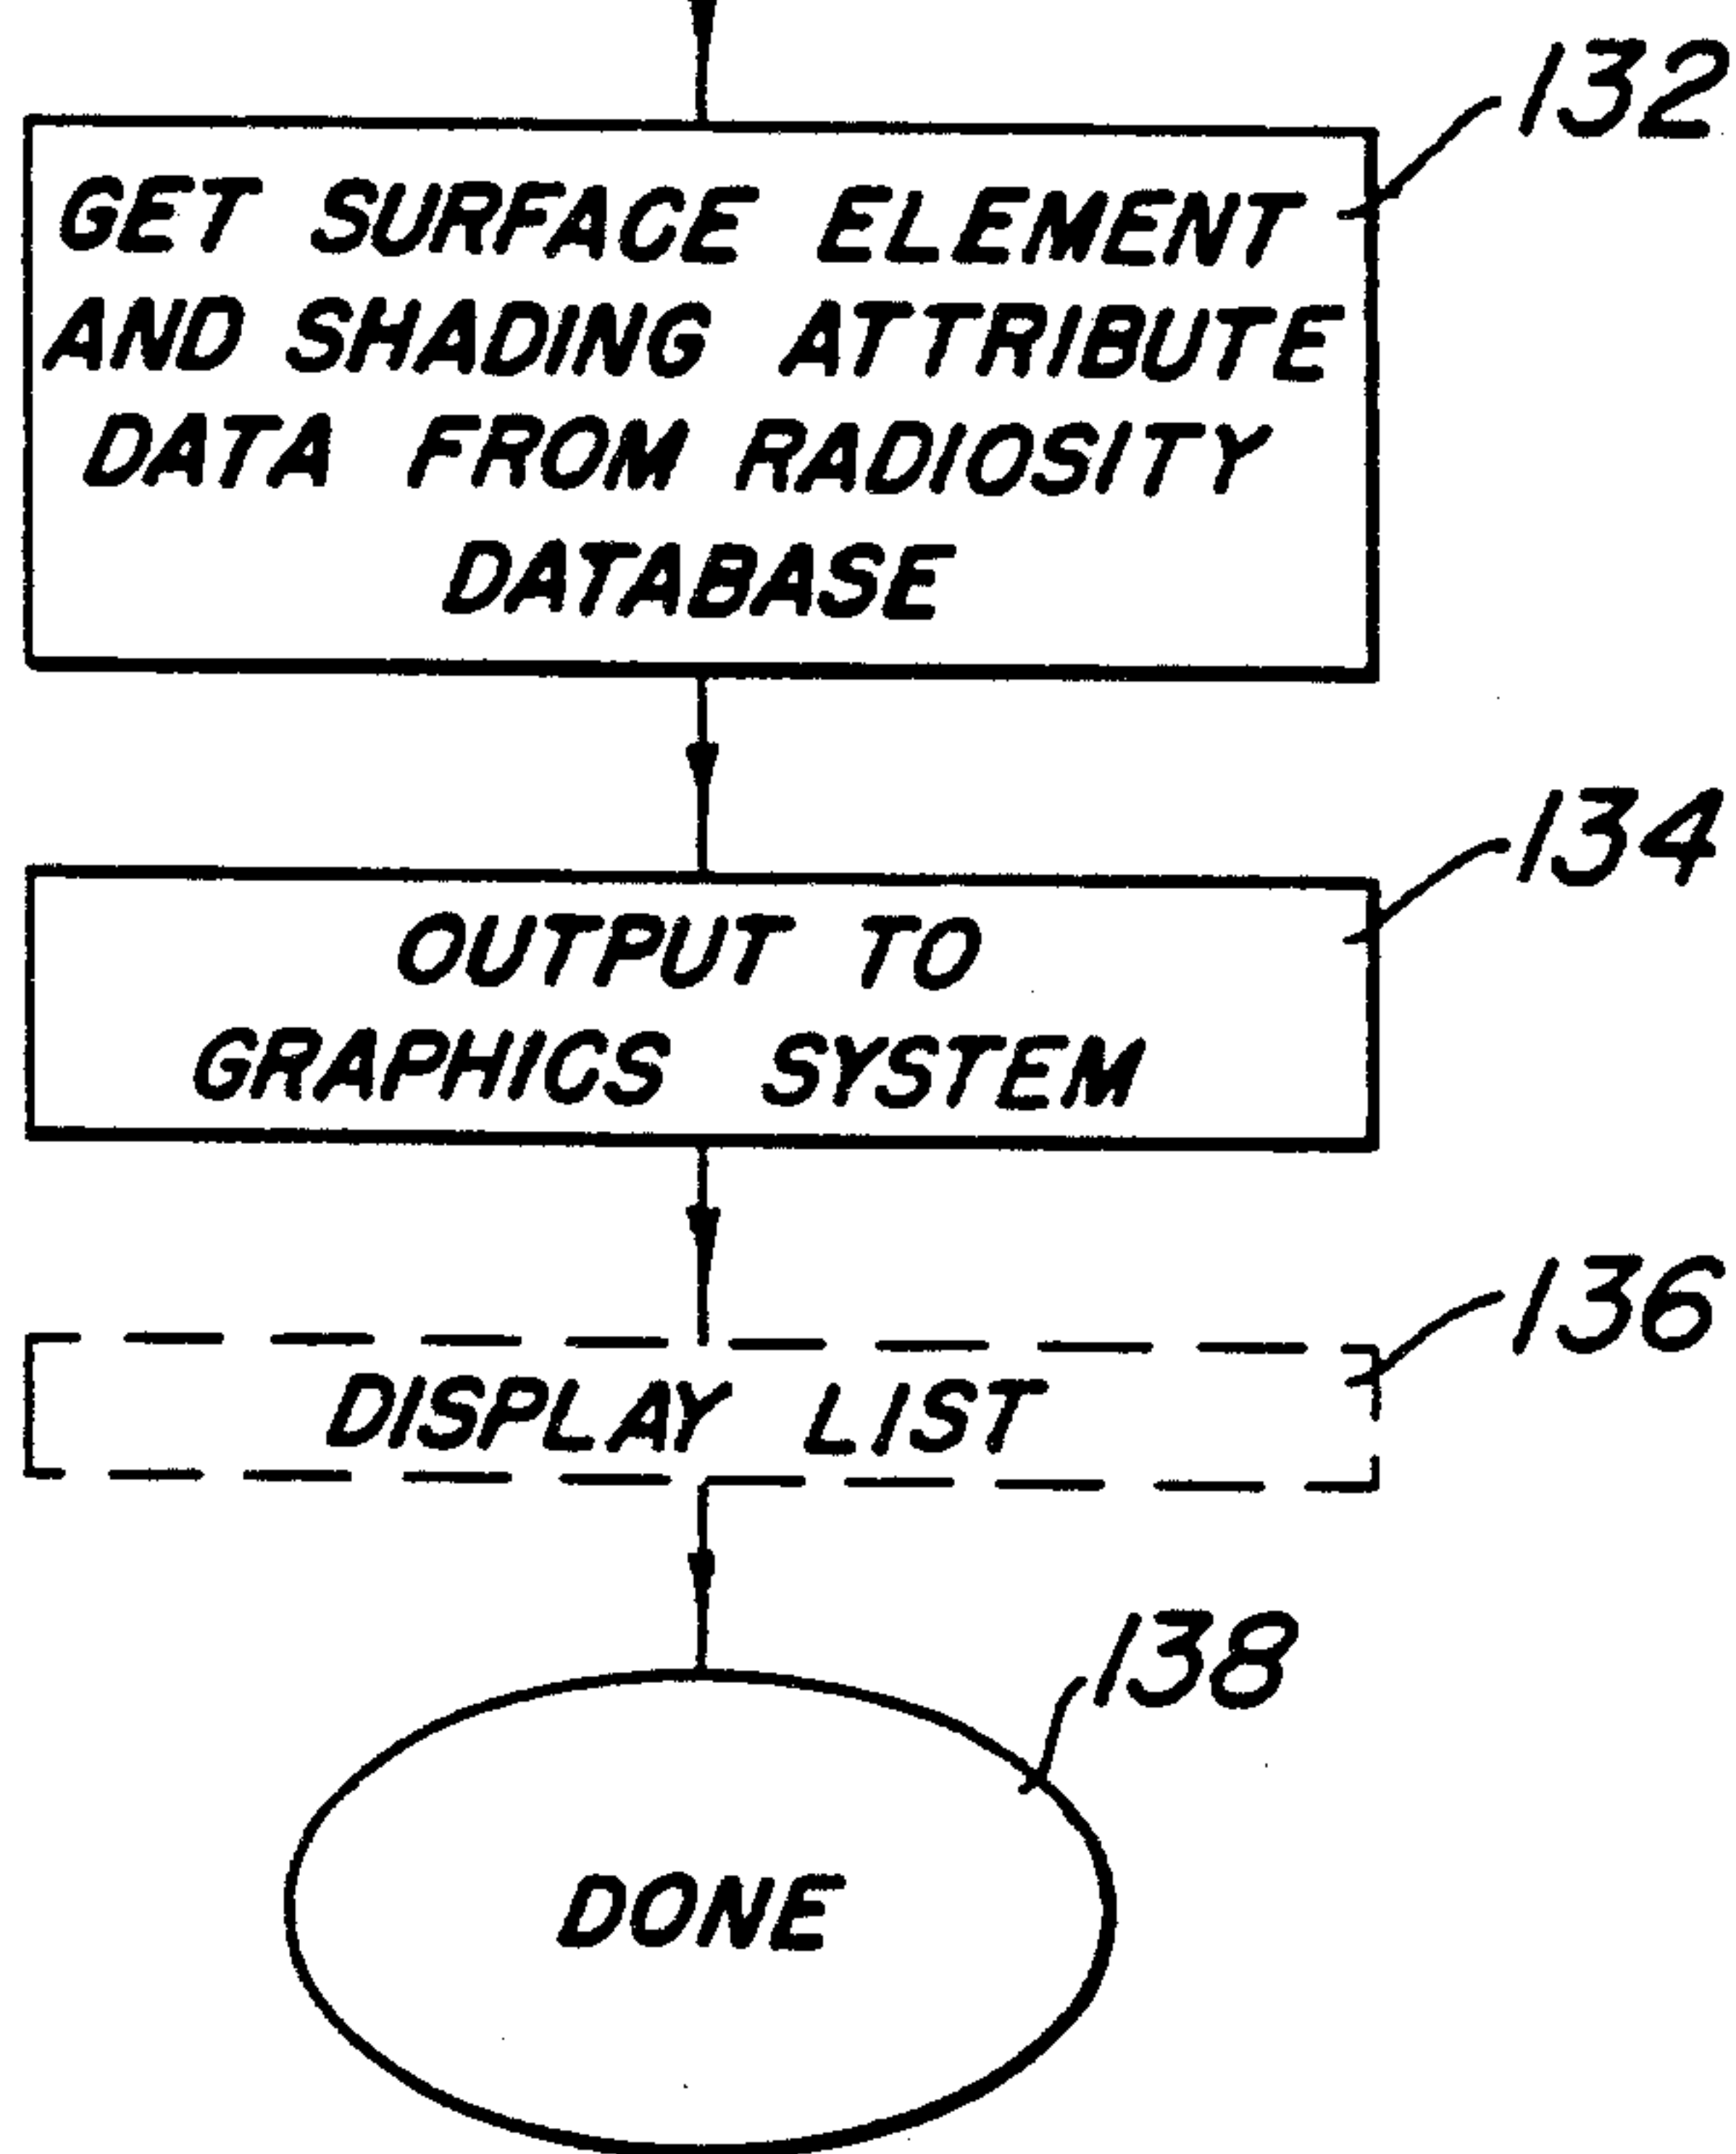 132
GET SURFACE ELEMENT
AND SHADING ATTRIBUTE
DATA FROM RADIOSITY
DATABASE
134
OUTPUT TO
GRAPHICS SYSTEM
136
DISPLAY LIST
138
DONE